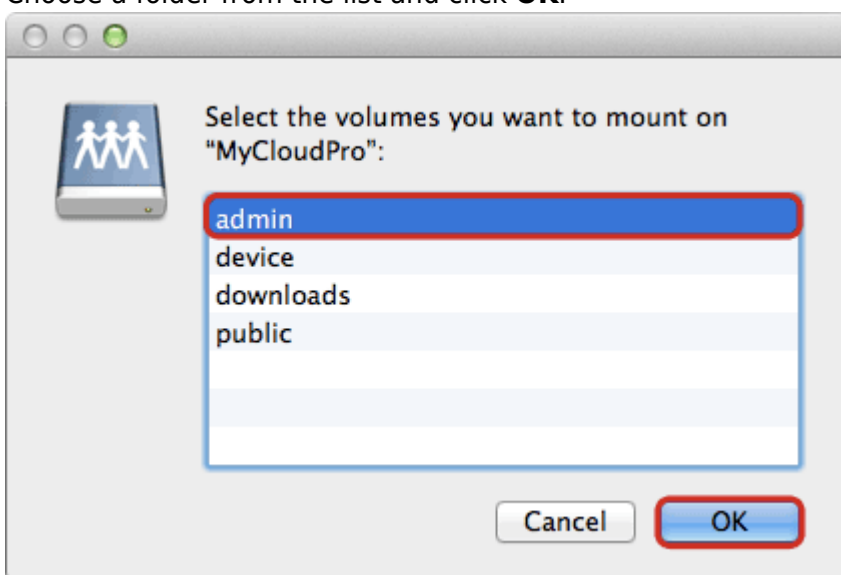 Choose a folder from the list and click OK.
Select the volumes you want to mount on
“MyCloudPro”:
admin
device
downloads
public
Cancel
OK